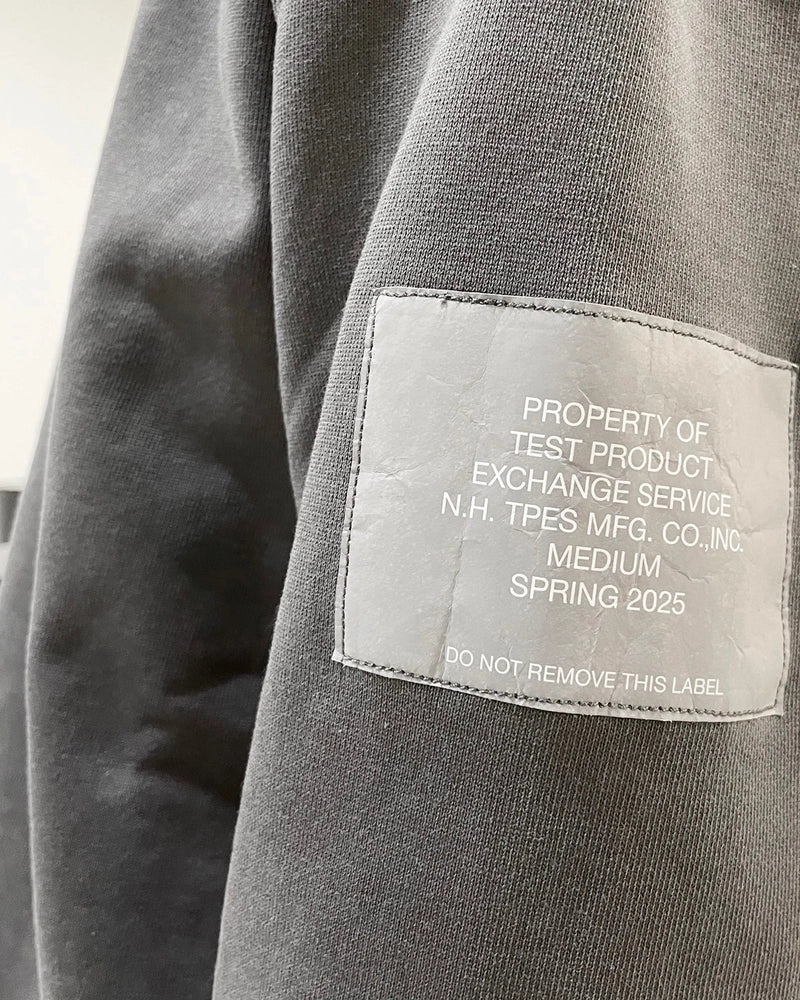 PROPERTY OF
TEST PRODUCT
EXCHANGE SERVICE
N.H. TPES MFG. CO.,INC.
MEDIUM
SPRING 2025
DO NOT REMOVE THIS LABEL